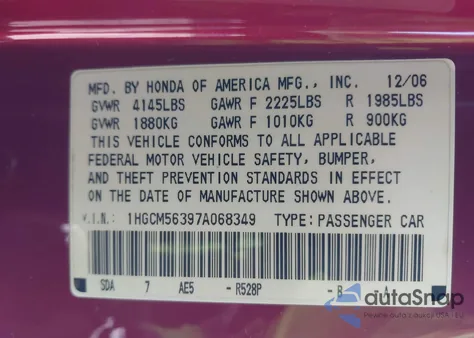 MFD. BY HONDA OF AMERICA MFG., INC. 12/06
GVWR 4145LBS GAWR F 2225LBS R 1985LBS
GVWR 1880KG GAWR F 1010KG R 900KG
THIS VEHICLE CONFORMS TO ALL APPLICABLE
FEDERAL MOTOR VEHICLE SAFETY, BUMPER,
AND THEFT PREVENTION STANDARDS IN EFFECT
ON THE DATE OF MANUFACTURE SHOWN ABOVE.
V.I.N.: 1HGCM56397A068349 TYPE: PASSENGER CAR
SDA 7 AE5 - R528P - B A
autoSnap